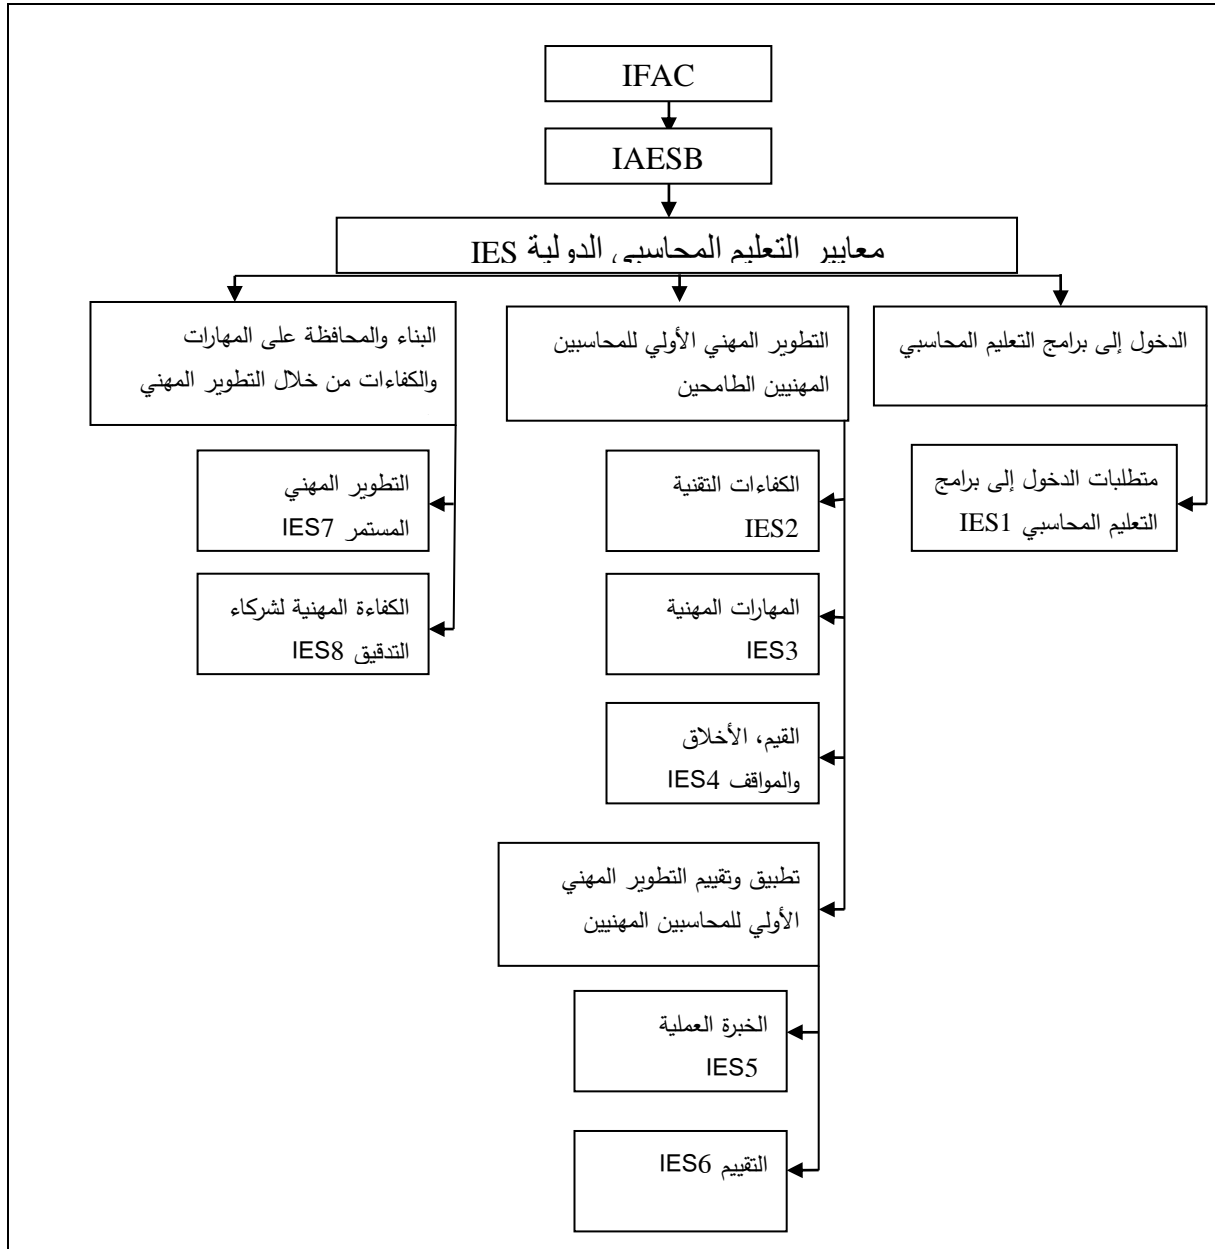 IFAC
IAESB
معايير التعليم المحاسبي الدولية IES
الدخول إلى برامج التعليم المحاسبي
متطلبات الدخول إلى برامج
التعليم المحاسبي IES1
التطوير المهني الأولي للمحاسبين
المهنيين الطامحين
الكفاءات التقنية
IES2
المهارات المهنية
IES3
القيم، الأخلاق
والمواقف IES4
تطبيق وتقييم التطوير المهني
الأولي للمحاسبين المهنيين
الخبرة العملية
IES5
التقييم IES6
البناء والمحافظة على المهارات
والكفاءات من خلال التطوير المهني
التطوير المهني
المستمر IES7
الكفاءة المهنية لشركاء
التدقيق IES8